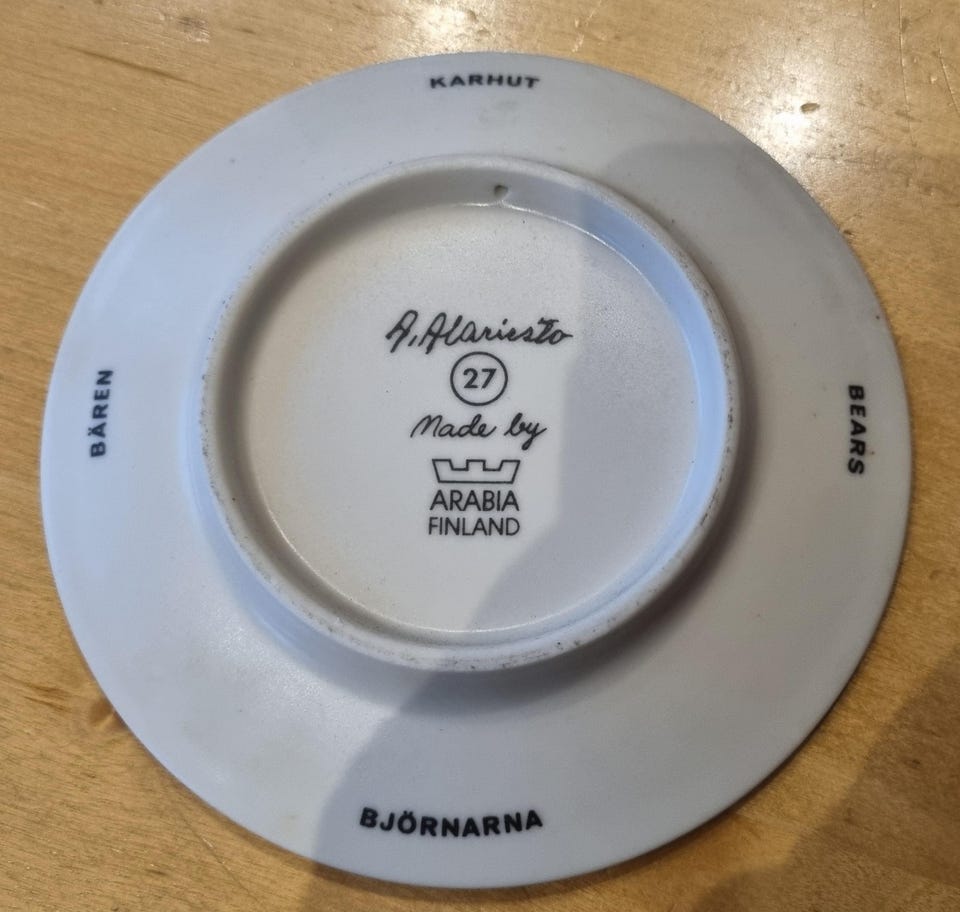 KARHUT
A. Alariesto
27
Made by
ARABIA
FINLAND
BÄREN
BEARS
BJÖRNARNA